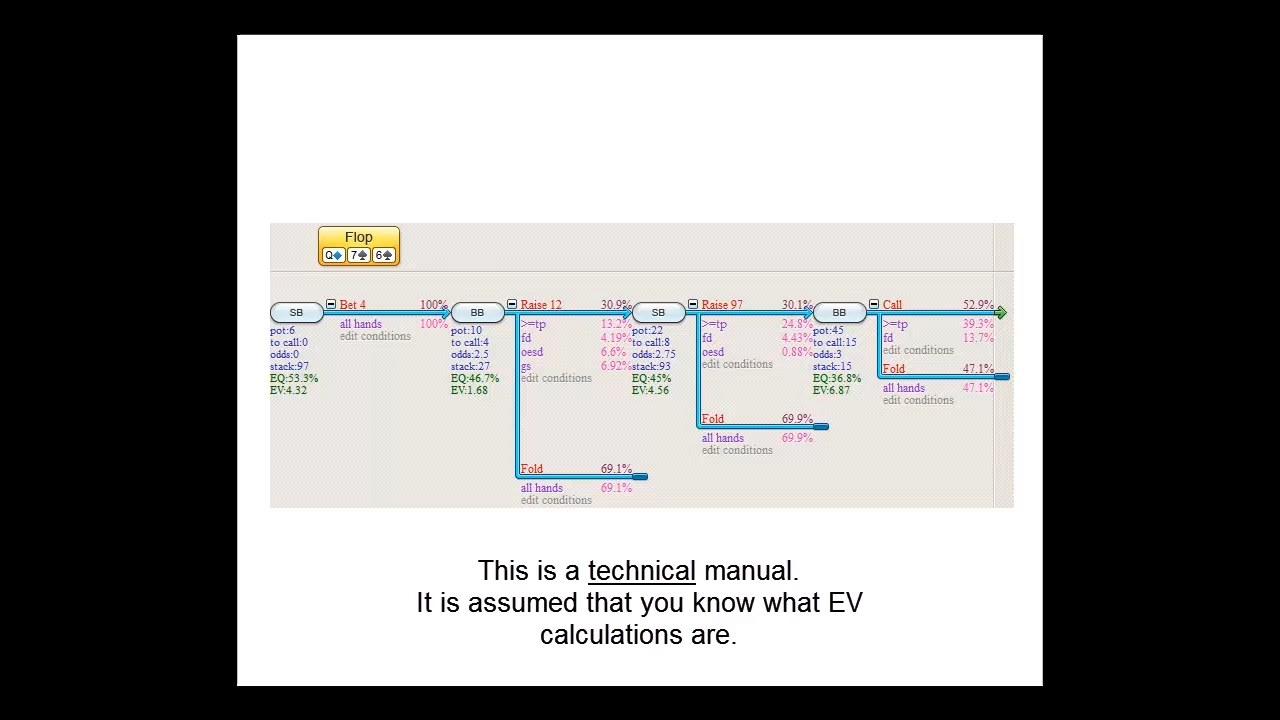 Flop
Q♦ 7♠ 6♠
SB
Bet 4 100%
all hands 100%
edit conditions
pot:6
to call:0
odds:0
stack:97
EQ:53.3%
EV:4.32
BB
Raise 12 30.9%
>=tp 13.2%
fd 4.19%
oesd 6.6%
gs 6.92%
edit conditions
pot:10
to call:4
odds:2.5
stack:27
EQ:46.7%
EV:1.68
Fold 69.1%
all hands 69.1%
edit conditions
SB
Raise 97 30.1%
>=tp 24.8%
fd 4.43%
oesd 0.88%
edit conditions
pot:22
to call:8
odds:2.75
stack:93
EQ:45%
EV:4.56
Fold 69.9%
all hands 69.9%
edit conditions
BB
Call 52.9%
>=tp 39.3%
fd 13.7%
edit conditions
pot:45
to call:15
odds:3
stack:15
EQ:36.8%
EV:6.87
Fold 47.1%
all hands 47.1%
edit conditions
This is a technical manual.
It is assumed that you know what EV
calculations are.